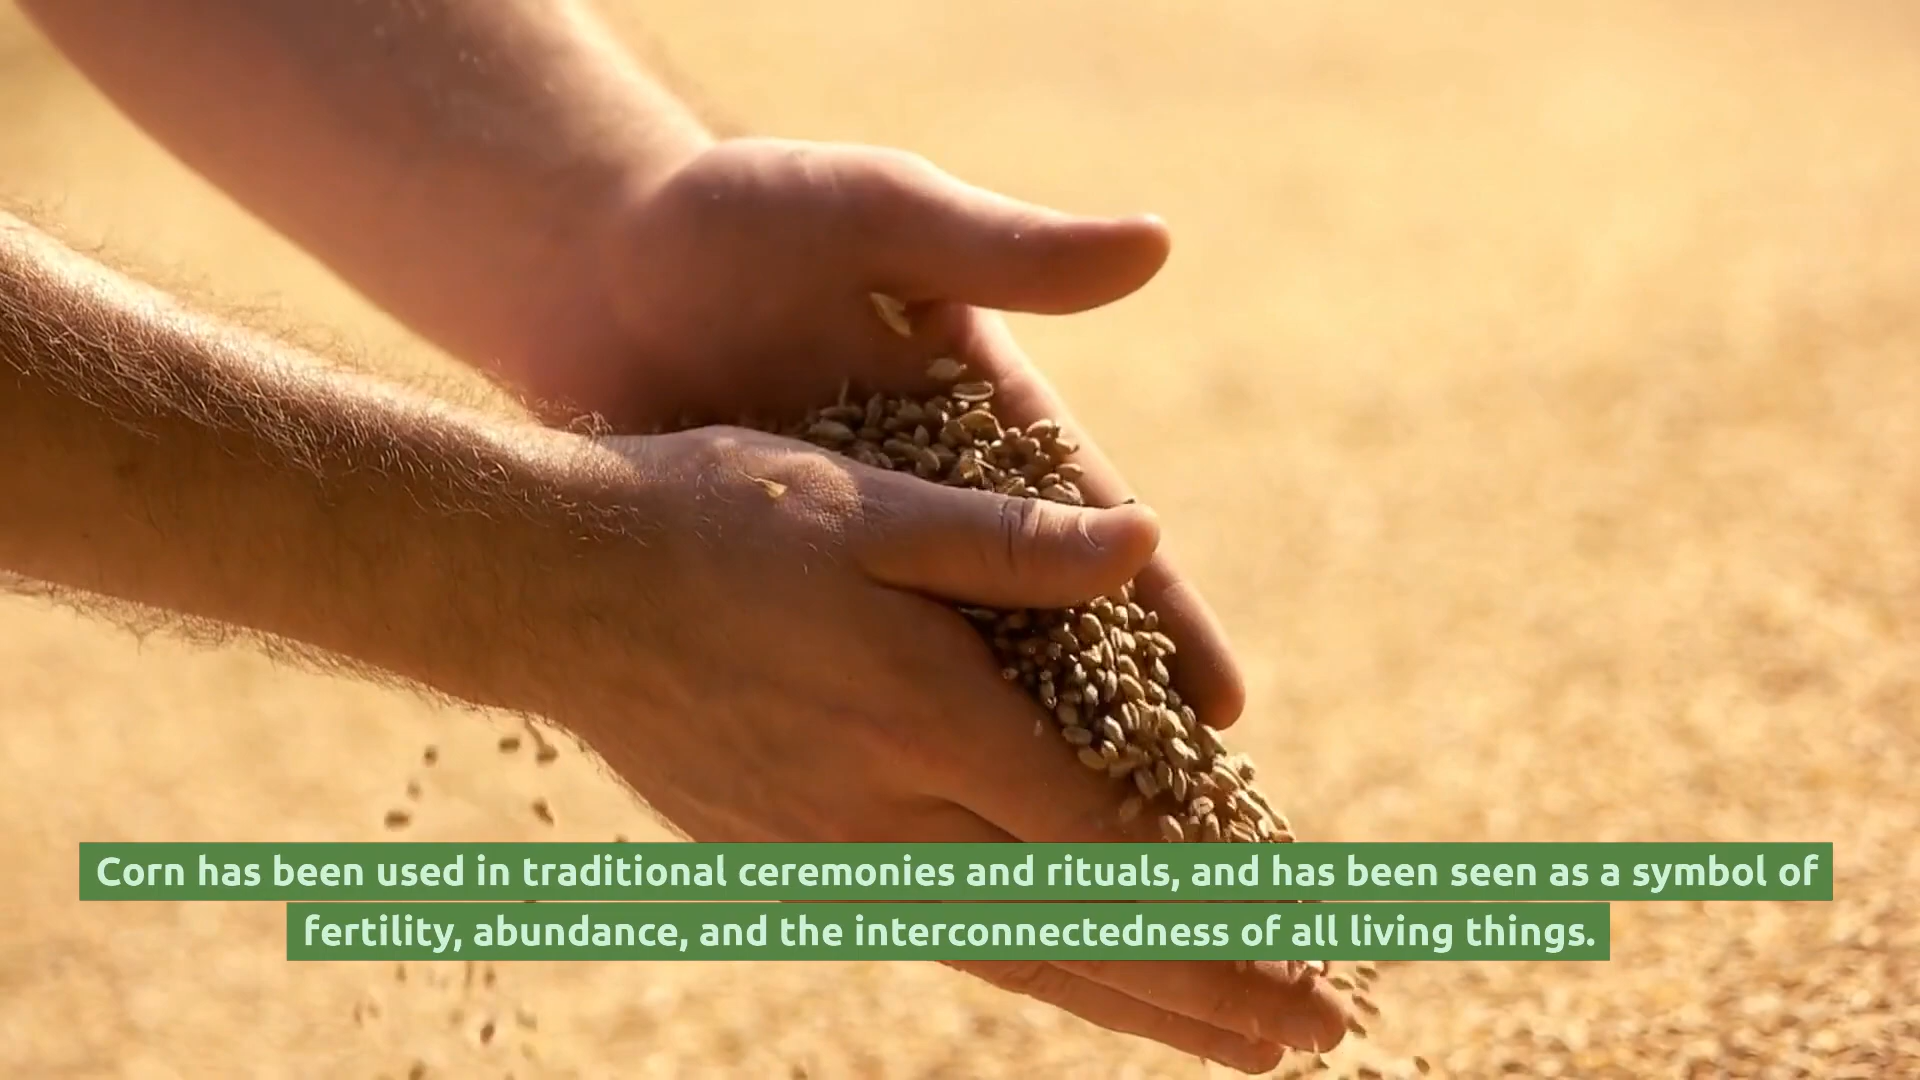 Corn has been used in traditional ceremonies and rituals, and has been seen as a symbol of
fertility, abundance, and the interconnectedness of all living things.